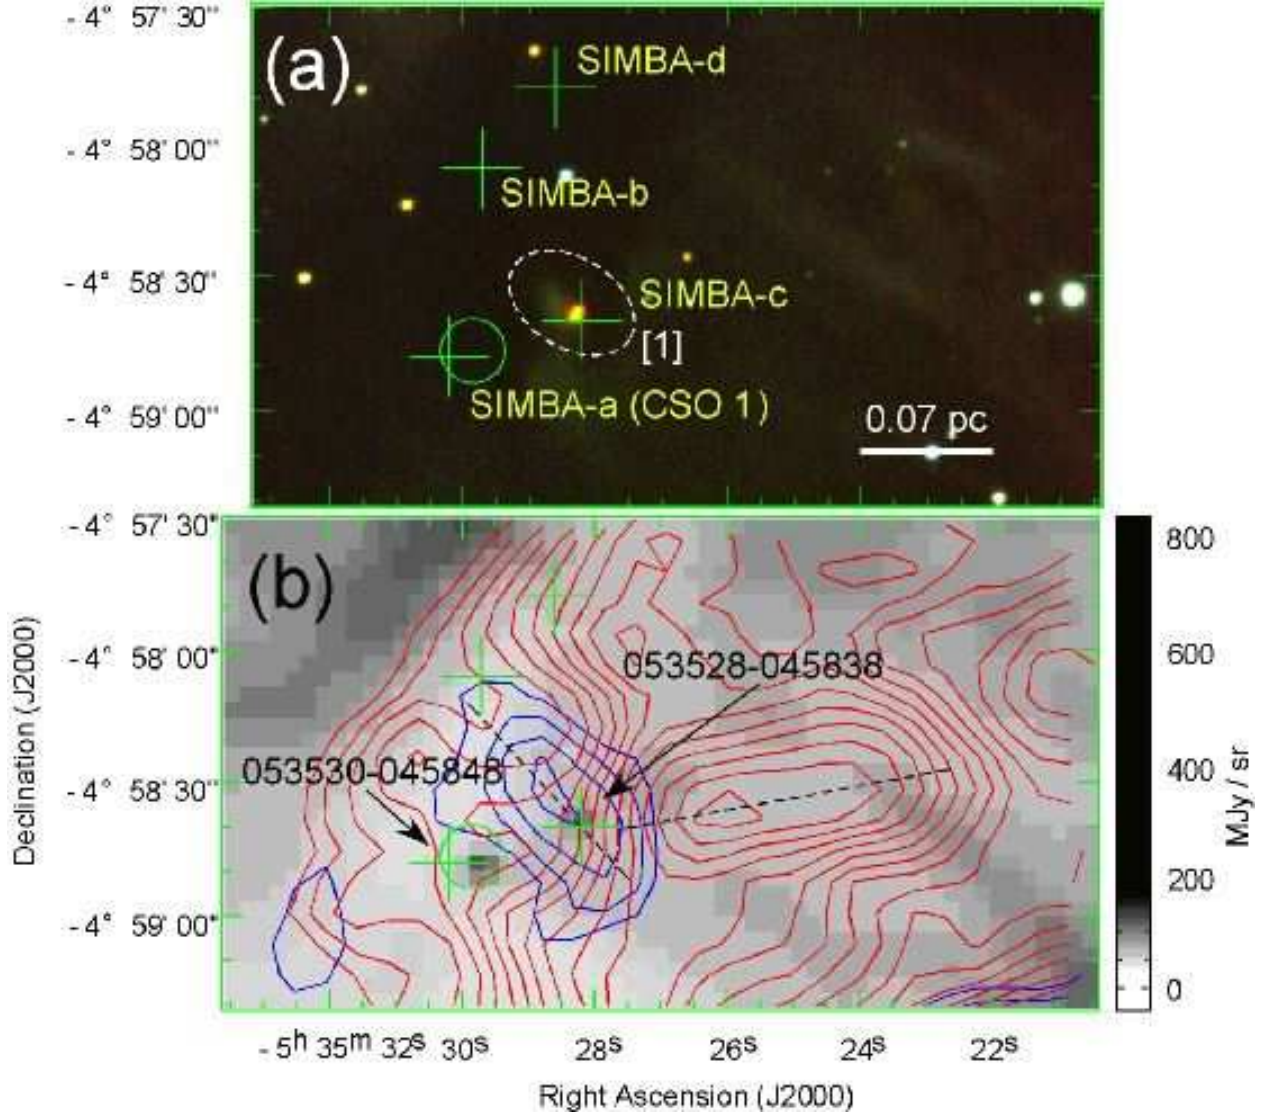 - 4° 57' 30"
(a)
SIMBA-d
- 4° 58' 00"
SIMBA-b
- 4° 58' 30"
SIMBA-c
[1]
SIMBA-a (CSO 1)
- 4° 59' 00"
0.07 pc
- 4° 57' 30"
(b)
800
- 4° 58' 00"
053528-045838
600
053530-045848
400
- 4° 58' 30"
200
- 4° 59' 00"
0
Declination (J2000)
MJy / sr
- 5h 35m 32s 30s 28s 26s 24s 22s
Right Ascension (J2000)